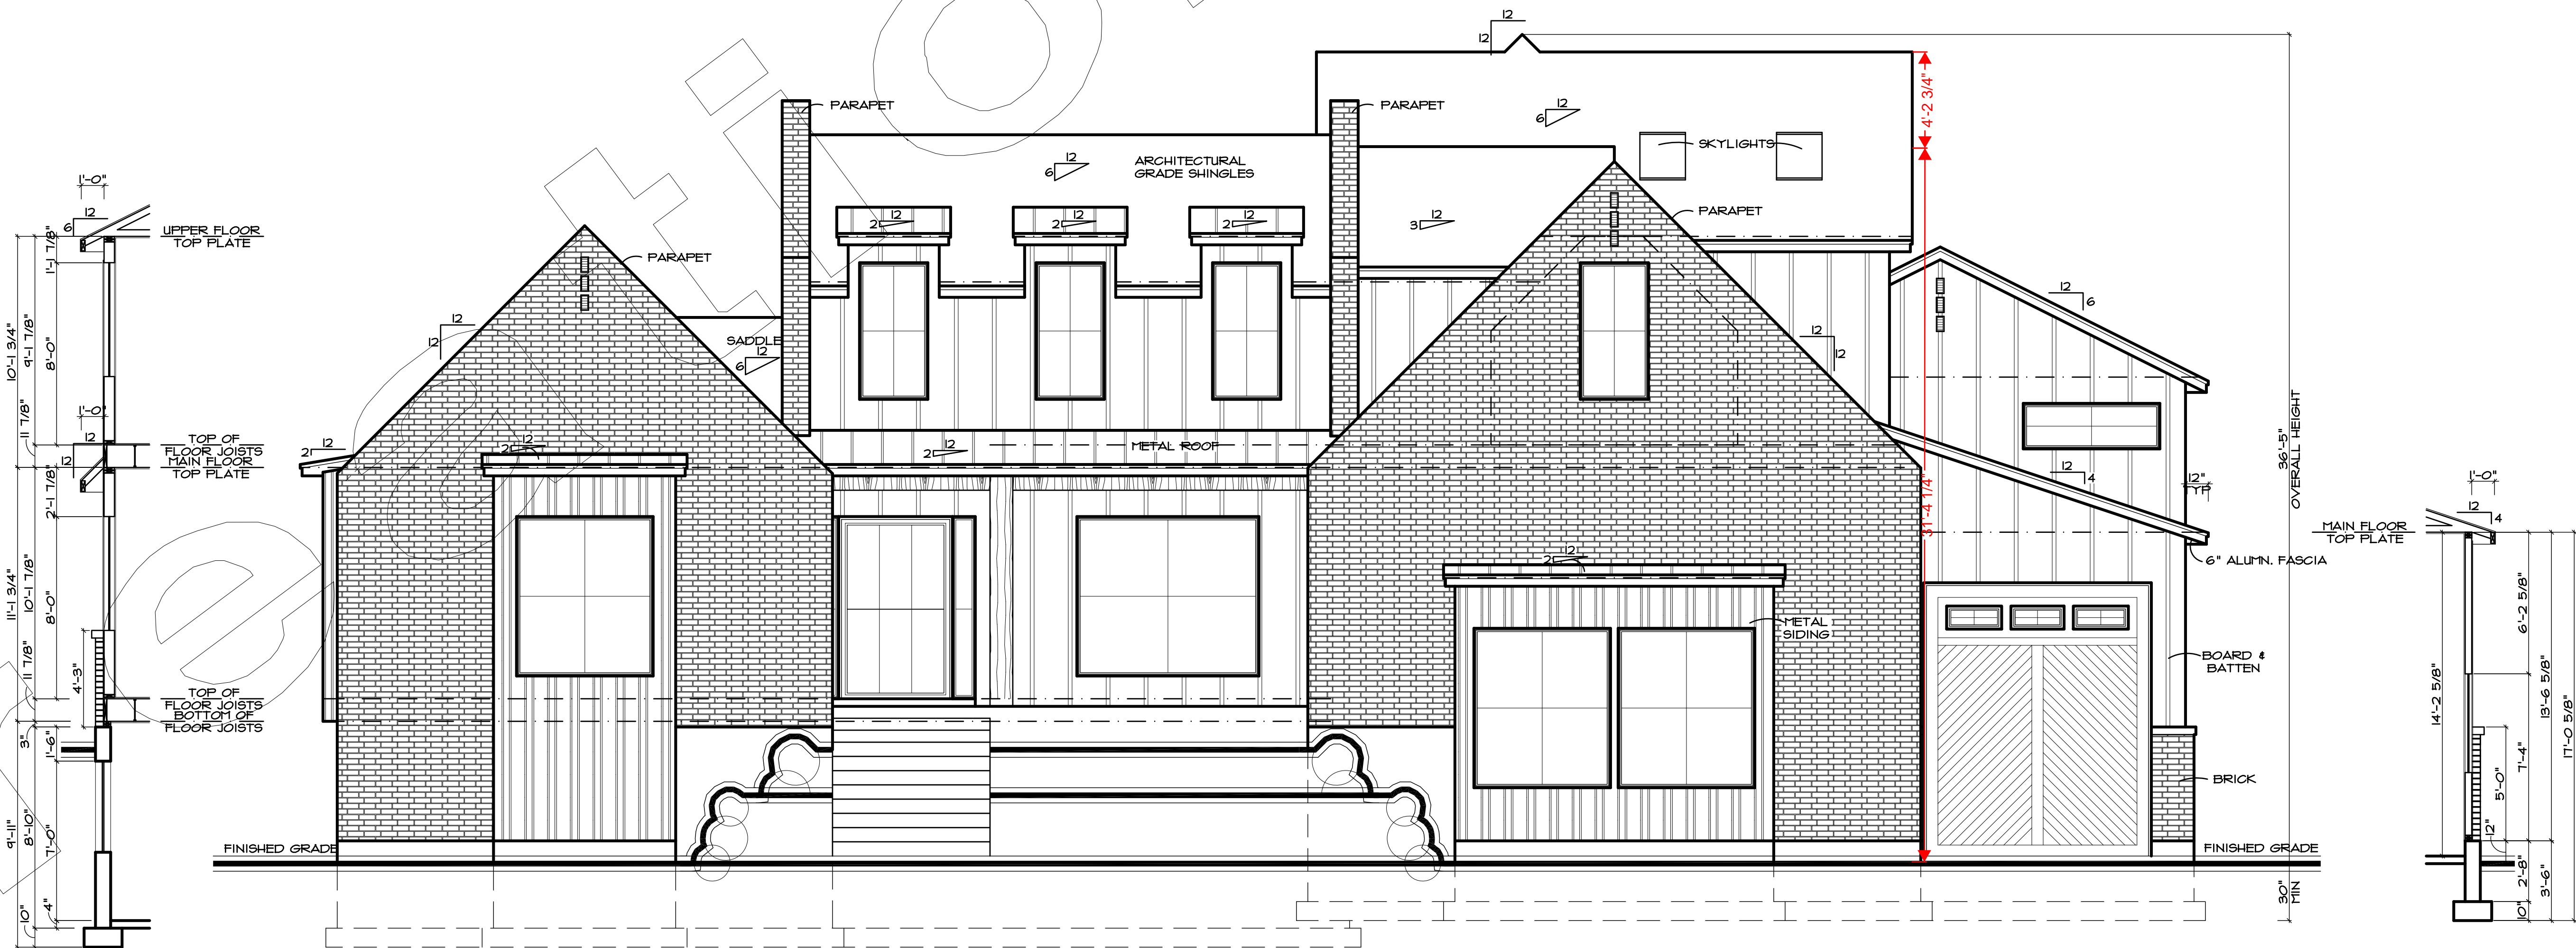 12
12
PARAPET
PARAPET
12
6
4'-2 3/4"
SKYLIGHTS
12
6
ARCHITECTURAL
GRADE SHINGLES
1'-0"
12
6
UPPER FLOOR
TOP PLATE
12
2
12
2
12
2
12
3
PARAPET
PARAPET
1'-1 7/8"
10'-1 3/4"
9'-1 7/8"
8'-0"
11 7/8"
12
12
SADDLE
12
6
12
12
12
6
36'-5"
OVERALL HEIGHT
1'-0"
12
12
TOP OF
FLOOR JOISTS
MAIN FLOOR
TOP PLATE
12
2
12
2
12
2
METAL ROOF
12
4
12"
TYP
31'-4 1/4"
1'-0"
12
4
MAIN FLOOR
TOP PLATE
6" ALUMN. FASCIA
2'-1 7/8"
11'-1 3/4"
10'-1 7/8"
8'-0"
11 7/8"
4'-3"
12
2
METAL
SIDING
BOARD &
BATTEN
BRICK
TOP OF
FLOOR JOISTS
BOTTOM OF
FLOOR JOISTS
3"
1'-6"
9'-11"
8'-10"
7'-0"
4"
10"
FINISHED GRADE
FINISHED GRADE
30"
MIN
14'-2 5/8"
6'-2 5/8"
13'-6 5/8"
17'-0 5/8"
7'-4"
5'-0"
12"
2'-8"
3'-6"
10"